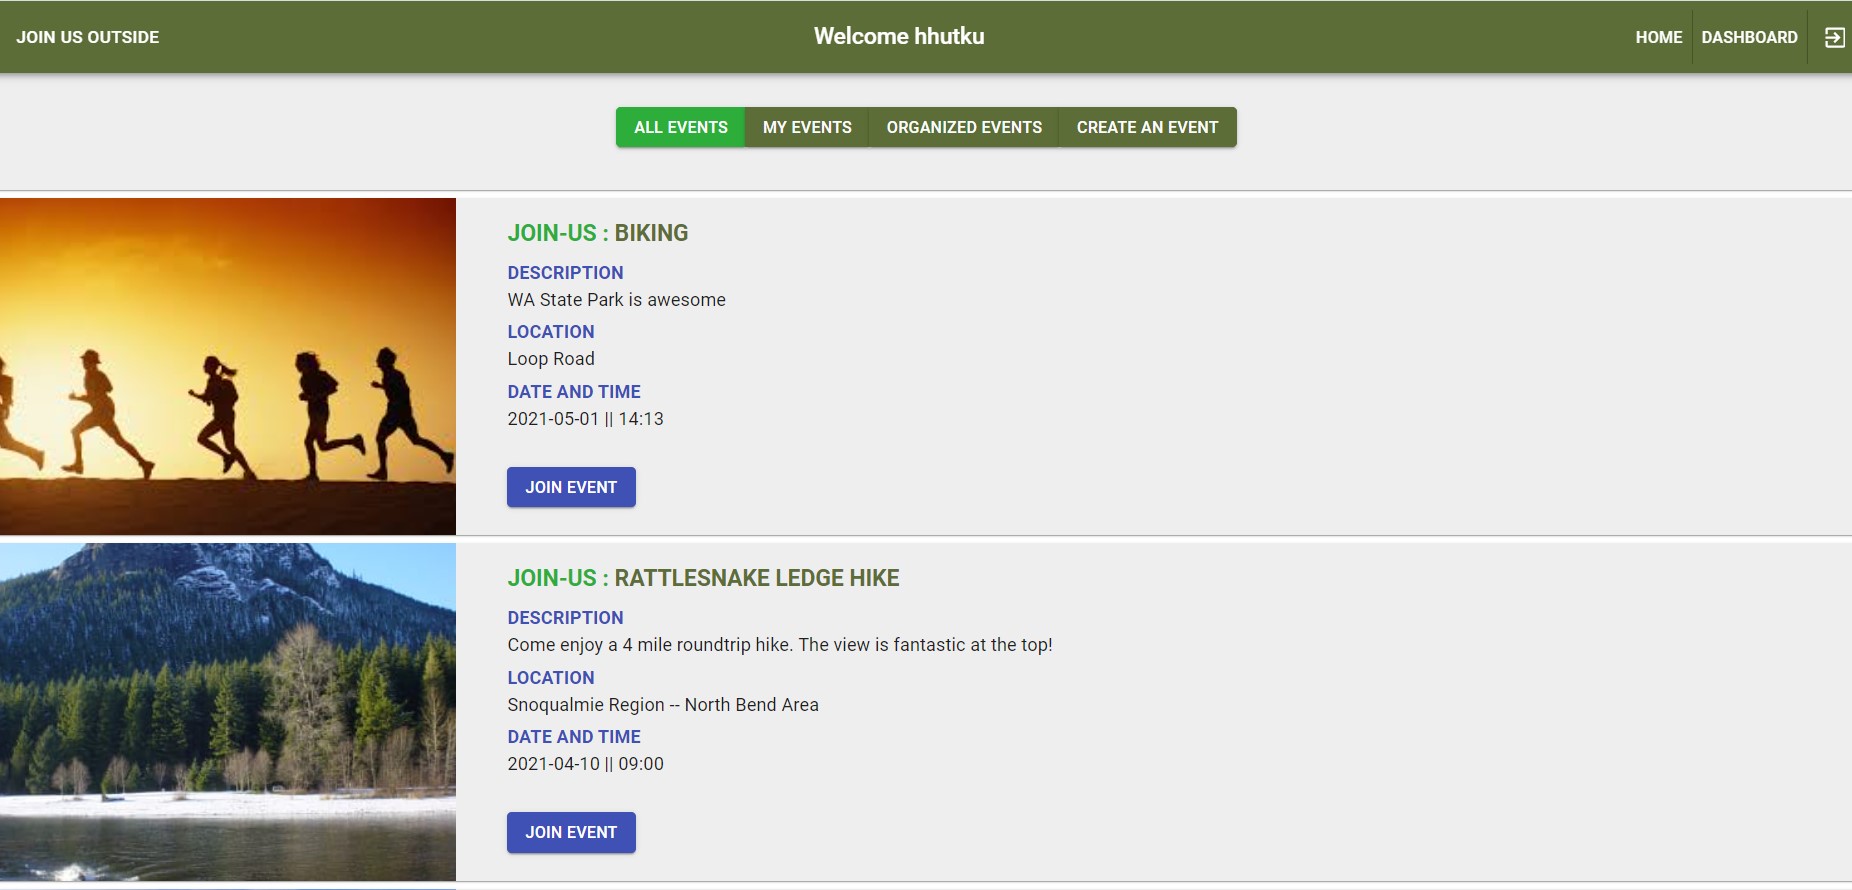 JOIN US OUTSIDE
Welcome hhutku
HOME
DASHBOARD
ALL EVENTS
MY EVENTS
ORGANIZED EVENTS
CREATE AN EVENT
JOIN-US : BIKING
DESCRIPTION
WA State Park is awesome
LOCATION
Loop Road
DATE AND TIME
2021-05-01 || 14:13
JOIN EVENT
JOIN-US : RATTLESNAKE LEDGE HIKE
DESCRIPTION
Come enjoy a 4 mile roundtrip hike. The view is fantastic at the top!
LOCATION
Snoqualmie Region -- North Bend Area
DATE AND TIME
2021-04-10 || 09:00
JOIN EVENT